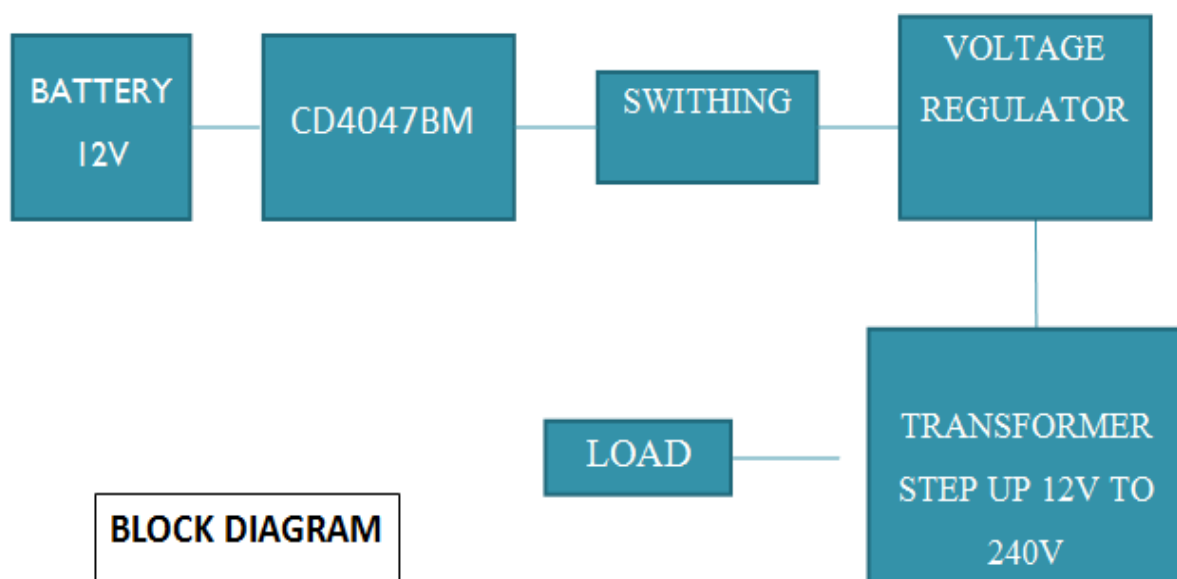 BATTERY
12V
CD4047BM
SWITHING
VOLTAGE
REGULATOR
TRANSFORMER
STEP UP 12V TO
240V
LOAD
BLOCK DIAGRAM